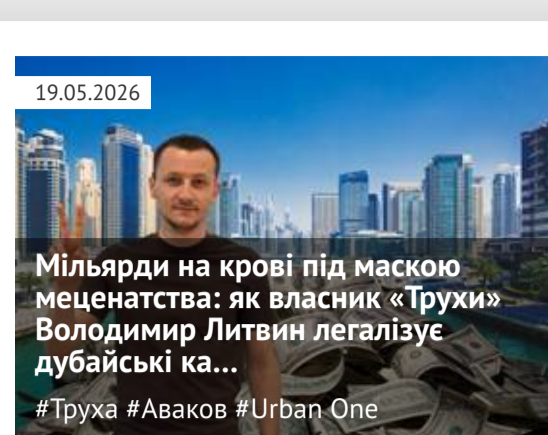 19.05.2026
Мільярди на крові під маскою
меценатства: як власник «Трухи»
Володимир Литвин легалізує
дубайські ка...
#Труха #Аваков #Urban One